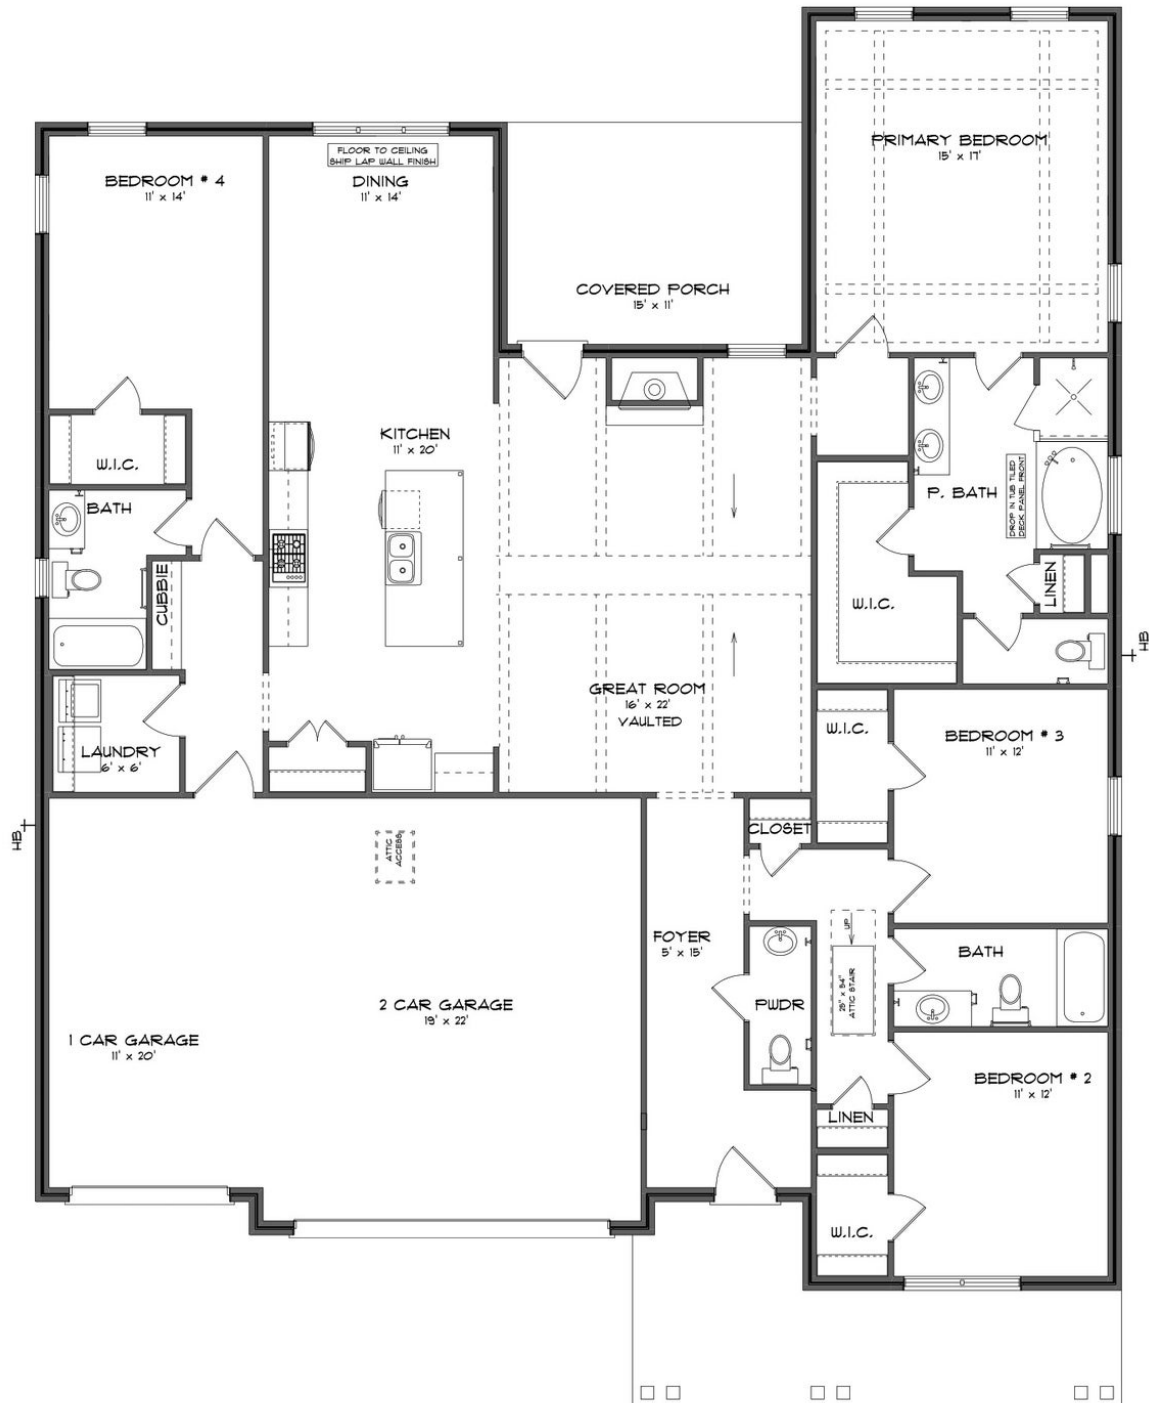 PRIMARY BEDROOM
15' x 17'
FLOOR TO CEILING
SHIP LAP WALL FINISH
BEDROOM # 4
11' x 14'
DINING
11' x 14'
COVERED PORCH
15' x 11'
KITCHEN
11' x 20'
W.I.C.
BATH
P. BATH
DROP IN TUB TILED
DECK PANEL FRONT
CUBBIE
LINEN
W.I.C.
HB
GREAT ROOM
16' x 22'
VAULTED
W.I.C.
BEDROOM # 3
11' x 12'
LAUNDRY
6' x 6'
HB
ATTIC
ACCESS
CLOSET
UP
FOYER
5' x 15'
BATH
25" x 54"
ATTIC STAIR
PWDR
2 CAR GARAGE
19' x 22'
1 CAR GARAGE
11' x 20'
BEDROOM # 2
11' x 12'
LINEN
W.I.C.